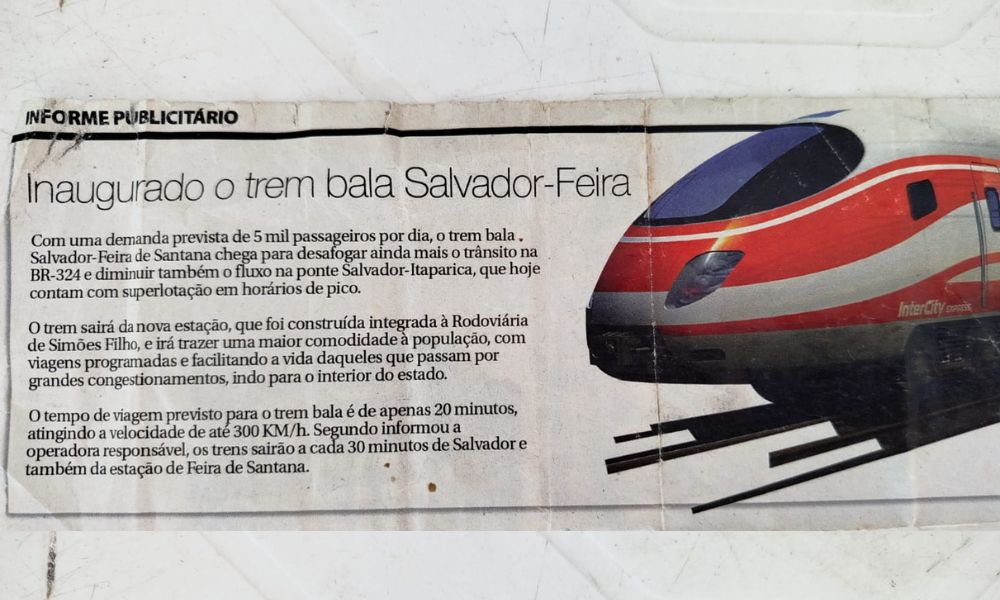 INFORME PUBLICITÁRIO
Inaugurado o trem bala Salvador-Feira
Com uma demanda prevista de 5 mil passageiros por dia, o trem bala
Salvador-Feira de Santana chega para desafogar ainda mais o trânsito na
BR-324 e diminuir também o fluxo na ponte Salvador-Itaparica, que hoje
contam com superlotação em horários de pico.
O trem sairá da nova estação, que foi construída integrada à Rodoviária
de Simões Filho, e irá trazer uma maior comodidade à população, com
viagens programadas e facilitando a vida daqueles que passam por
grandes congestionamentos, indo para o interior do estado.
O tempo de viagem previsto para o trem bala é de apenas 20 minutos,
atingindo a velocidade de até 300 KM/h. Segundo informou a
operadora responsável, os trens sairão a cada 30 minutos de Salvador e
também da estação de Feira de Santana.
InterCity EXPRESS